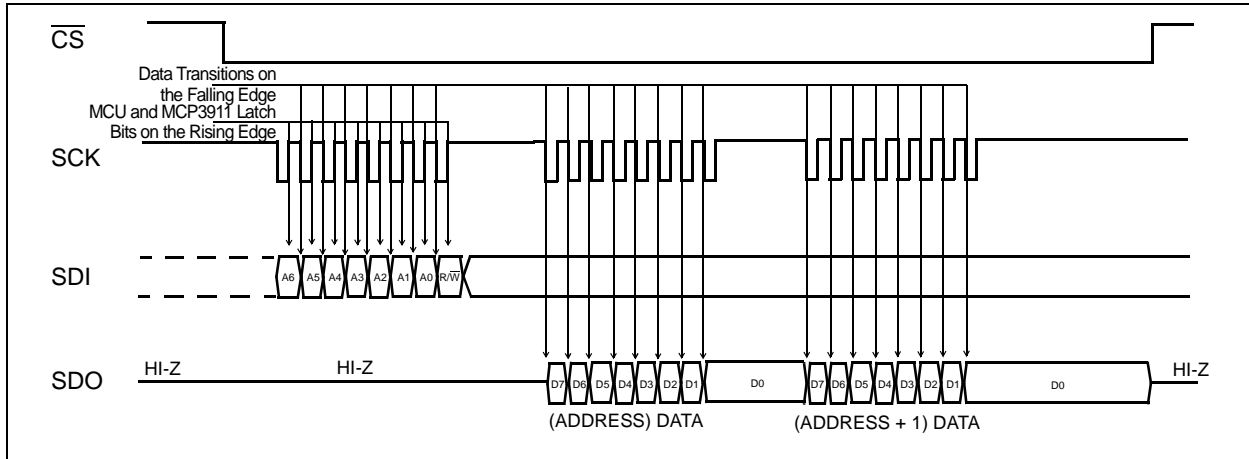 CS
Data Transitions on
the Falling Edge
MCU and MCP3911 Latch
Bits on the Rising Edge
SCK
SDI
A6 A5 A4 A3 A2 A1 A0 R/W
SDO
HI-Z HI-Z HI-Z
D7 D6 D5 D4 D3 D2 D1 D0 D7 D6 D5 D4 D3 D2 D1 D0
(ADDRESS) DATA (ADDRESS + 1) DATA